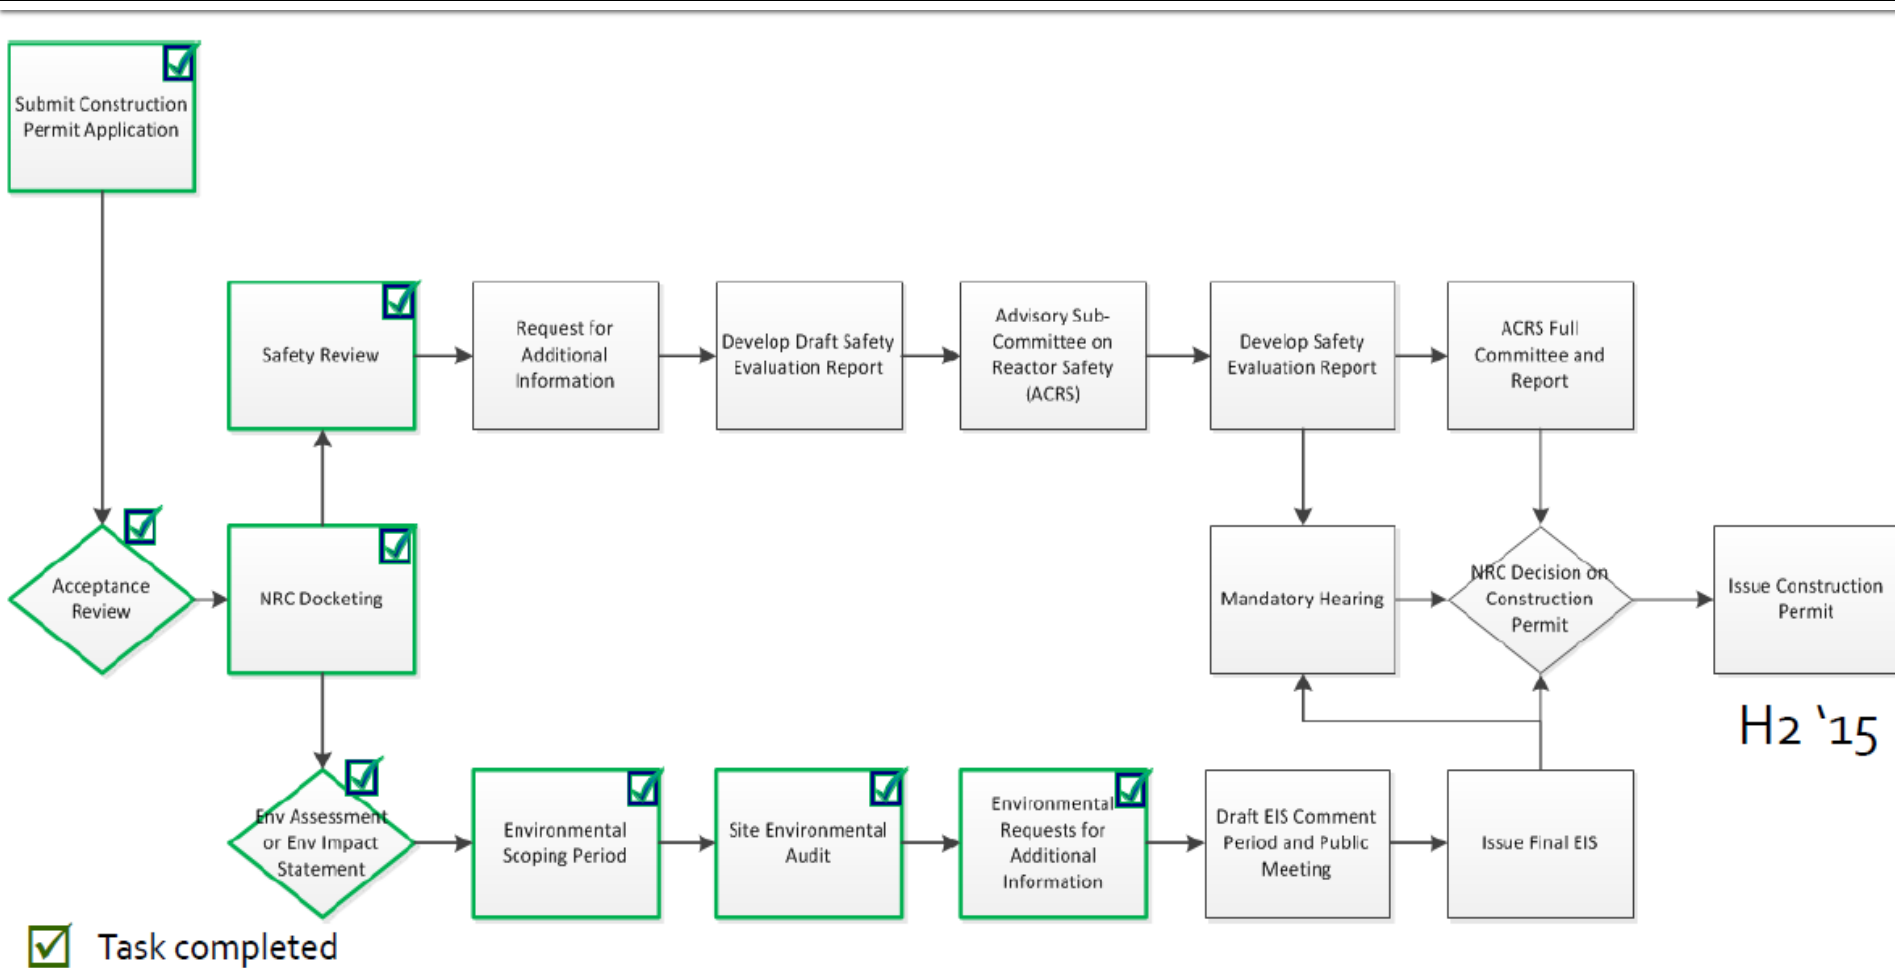 Submit Construction
Permit Application
Safety Review
Request for
Additional
Information
Develop Draft Safety
Evaluation Report
Advisory Sub-
Committee on
Reactor Safety
(ACRS)
Develop Safety
Evaluation Report
ACRS Full
Committee and
Report
Acceptance
Review
NRC Docketing
Mandatory Hearing
NRC Decision on
Construction
Permit
Issue Construction
Permit
H2 ‘15
Env Assessment
or Env Impact
Statement
Environmental
Scoping Period
Site Environmental
Audit
Environmental
Requests for
Additional
Information
Draft EIS Comment
Period and Public
Meeting
Issue Final EIS
Task completed